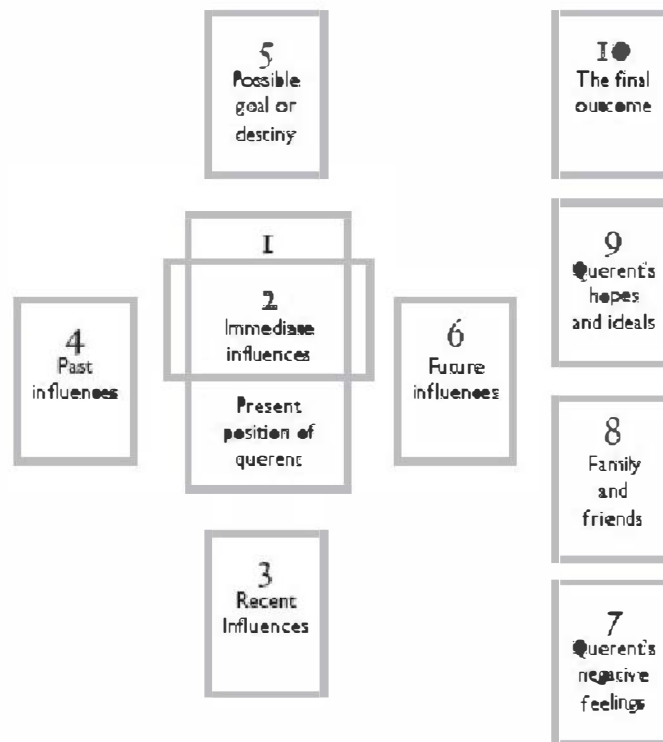 5
Possible
goal or
destiny
10
The final
outcome
1
2
Immediate
influences
Present
position of
querent
4
Past
influences
6
Future
influences
9
Querent's
hopes
and ideals
8
Family
and
friends
3
Recent
Influences
7
Querent's
negative
feelings